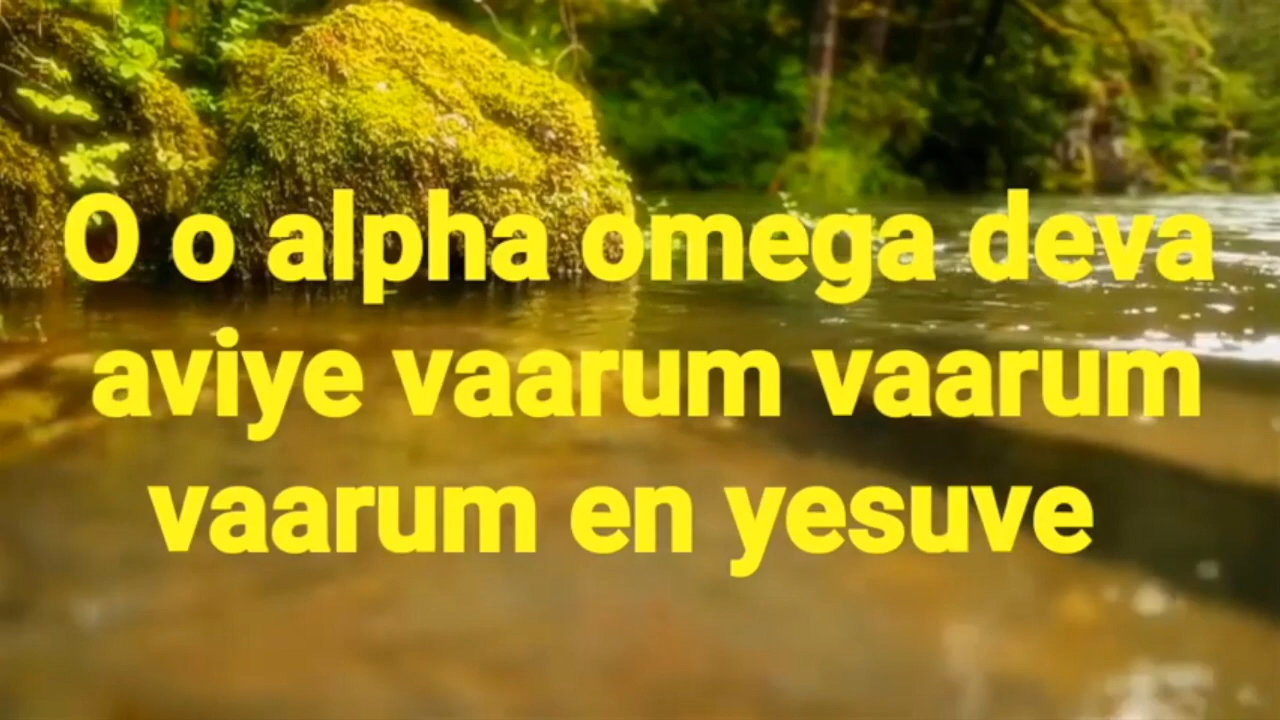 O o alpha omega deva
aviye vaarum vaarum
vaarum en yesuve